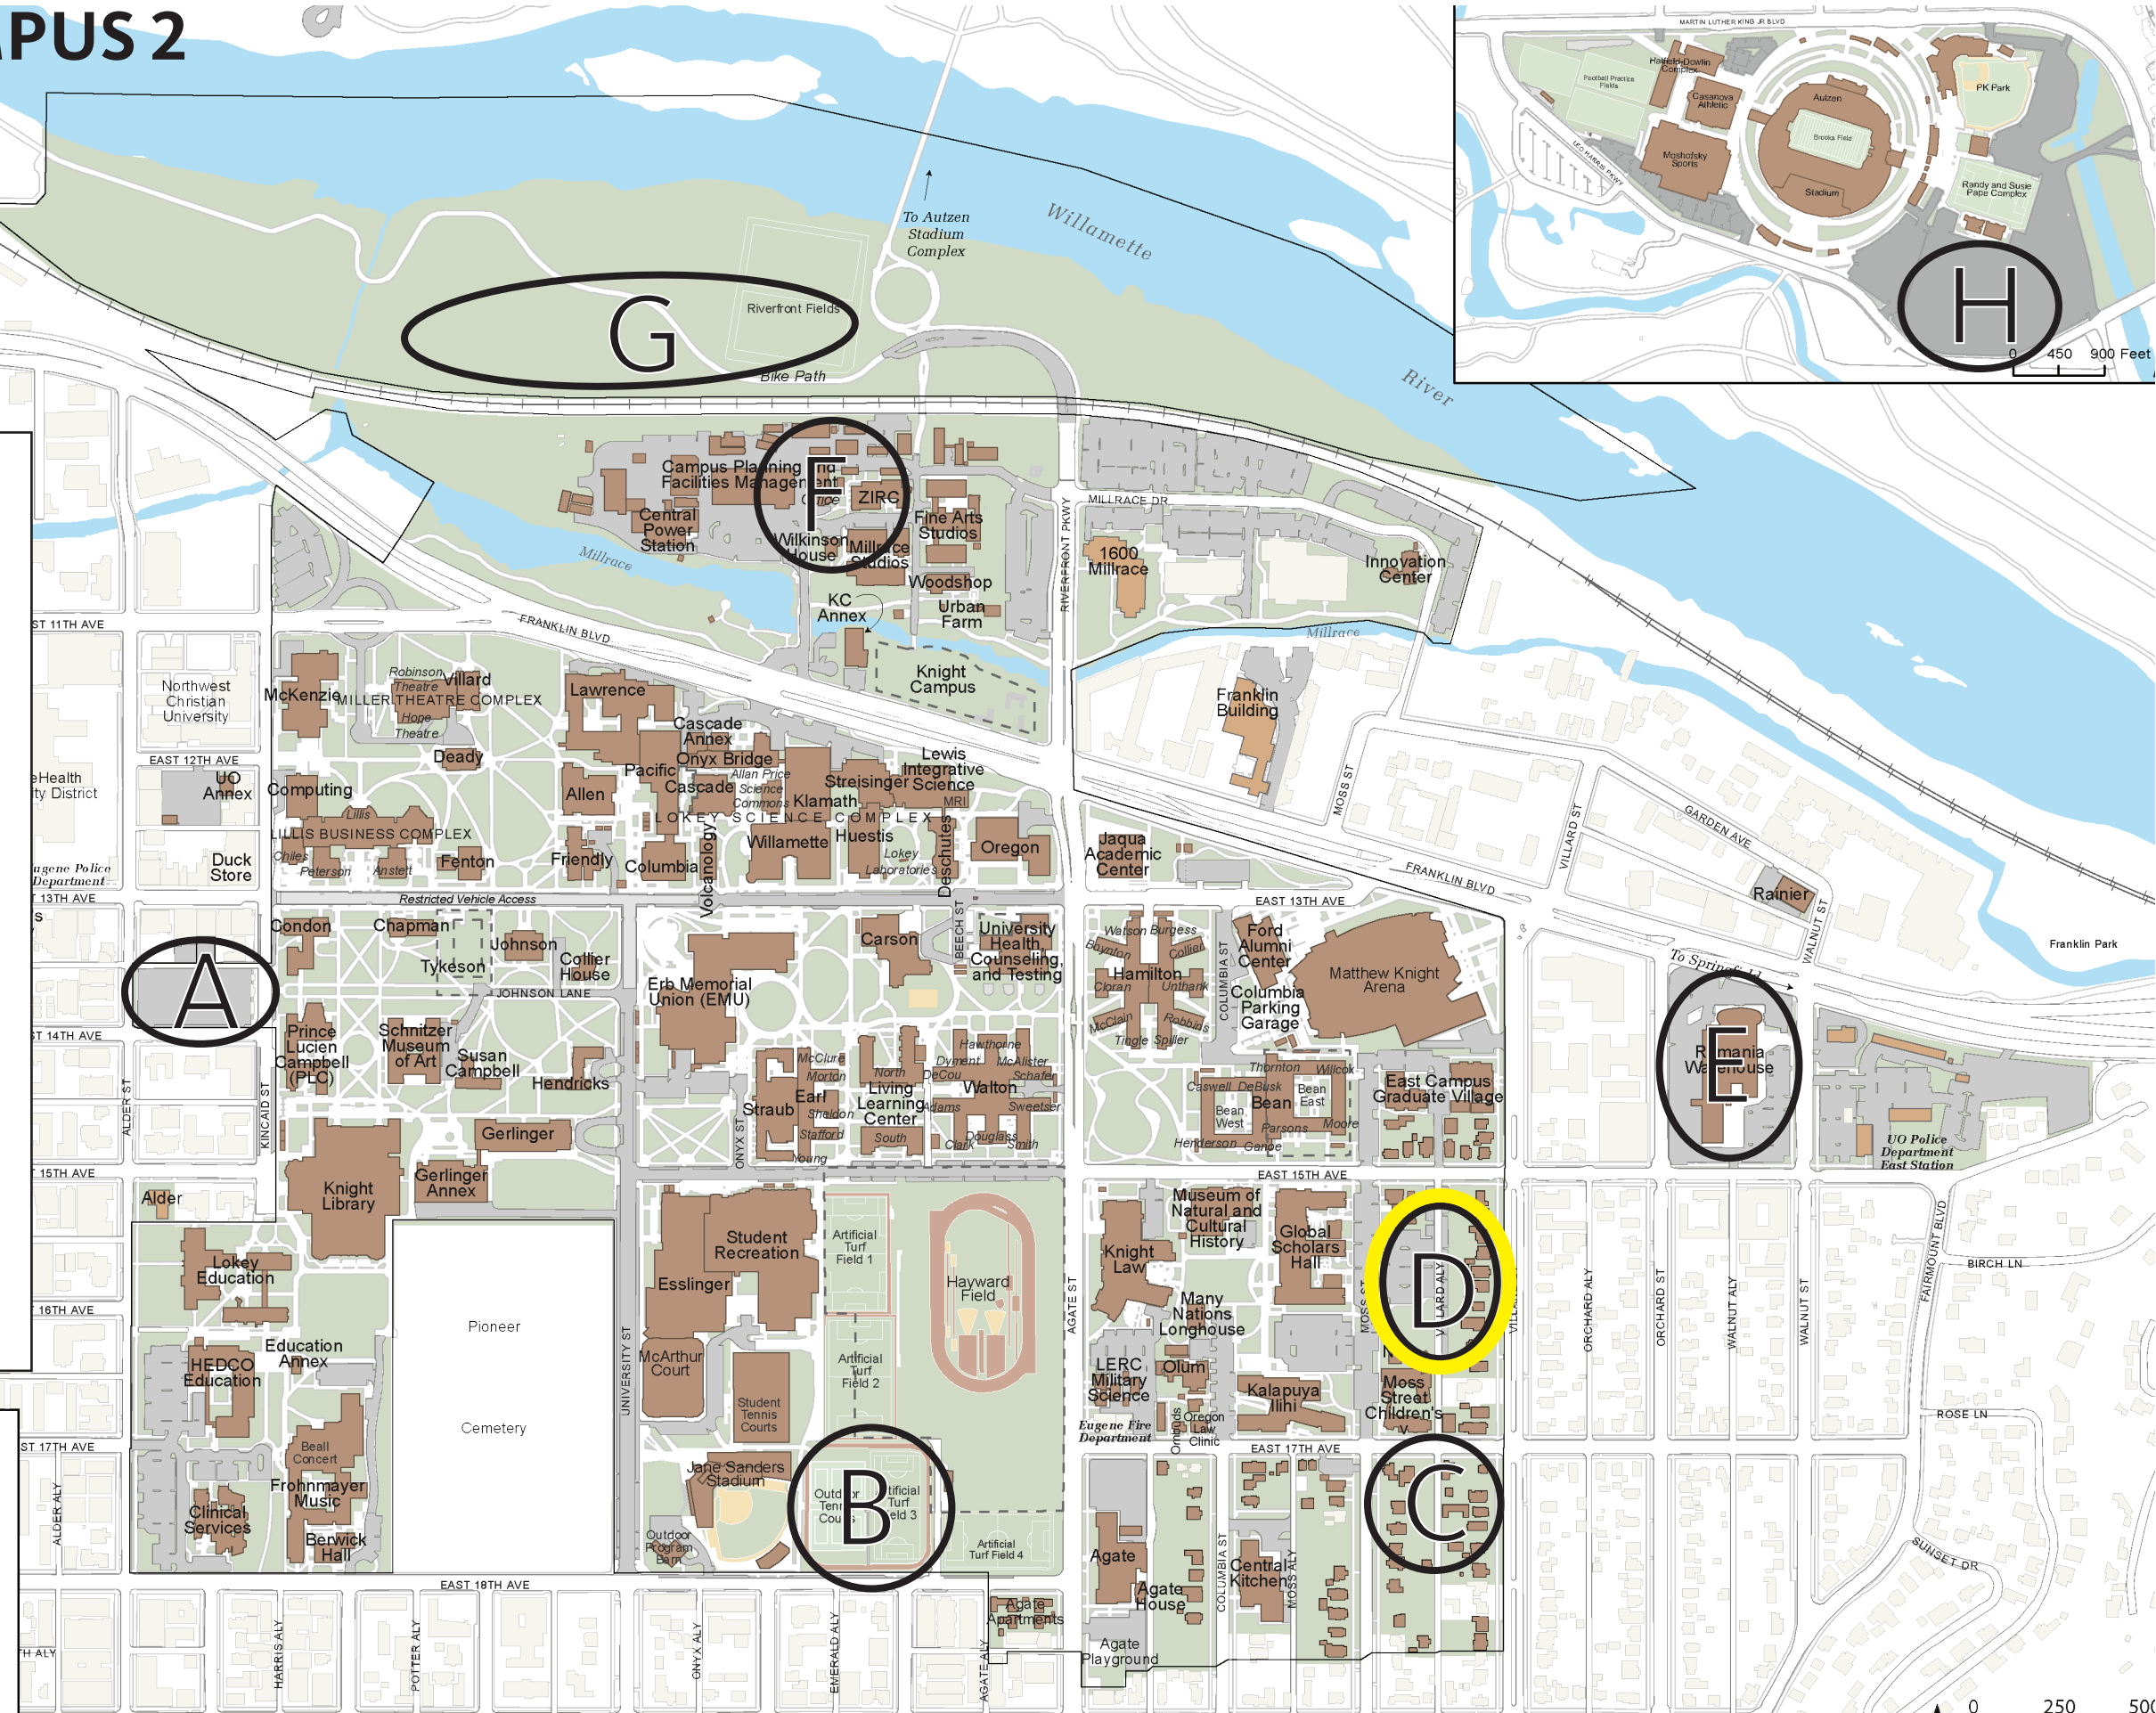 MPUS 2
MARTIN LUTHER KING JR BLVD
Hatfield-Dowlin
Complex
Football Practice
Fields
Casanova
Athletic
Autzen
Brooks Field
Stadium
PK Park
Moshofsky
Sports
LEO HARRIS PKWY
Randy and Susie
Pape Complex
H
0 450 900 Feet
To Autzen
Stadium
Complex
Willamette
River
G
Riverfront Fields
Bike Path
Campus Planning and
Facilities Management
Office
F
ZIRC
Central
Power
Station
Wilkinson
House
Millrace
Studios
Fine Arts
Studios
Woodshop
Urban
Farm
KC
Annex
Millrace
Knight
Campus
RIVERFRONT PKWY
MILLRACE DR
1600
Millrace
Innovation
Center
Millrace
Franklin
Building
FRANKLIN BLVD
ST 11TH AVE
Northwest
Christian
University
EAST 12TH AVE
UO
Annex
eHealth
ity District
Duck
Store
ugene Police
Department
T 13TH AVE
McKenzie
Robinson
Theatre
Villard
MILLER THEATRE COMPLEX
Hope
Theatre
Deady
Computing
Lillis
LILLIS BUSINESS COMPLEX
Chiles
Peterson
Anstett
Fenton
Lawrence
Cascade
Annex
Onyx Bridge
Pacific
Cascade
Allan Price
Science
Commons
Allen
Klamath
Streisinger
Lewis
Integrative
Science
MRI
LOKEY SCIENCE COMPLEX
Friendly
Columbia
Volcanology
Willamette
Huestis
Lokey
Laboratories
Deschutes
Oregon
Jaqua
Academic
Center
MOSS ST
VILLARD ST
GARDEN AVE
FRANKLIN BLVD
Rainier
WALNUT ST
Franklin Park
To Springfield
Restricted Vehicle Access
EAST 13TH AVE
s
A
Condon
Chapman
Johnson
Tykeson
Collier
House
JOHNSON LANE
Erb Memorial
Union (EMU)
Carson
BEECH ST
University
Health,
Counseling,
and Testing
Watson
Burgess
Boynton
Collier
Hamilton
Cloran
Unthank
McClain
Robbins
Tingle
Spiller
COLUMBIA ST
Ford
Alumni
Center
Columbia
Parking
Garage
Matthew Knight
Arena
E
Romania
Warehouse
UO Police
Department
East Station
ST 14TH AVE
ALDER ST
KINCAID ST
Prince
Lucien
Campbell
(PLC)
Schnitzer
Museum
of Art
Susan
Campbell
Hendricks
Gerlinger
Gerlinger
Annex
Knight
Library
ONYX ST
Straub
McClure
Morton
Earl
Sheldon
Stafford
Young
North
Living
Learning
Center
South
Hawthorne
Dyment
McAlister
DeCou
Schafer
Walton
Adams
Sweetser
Douglass
Clark
Smith
Thornton
Willcox
Caswell
DeBusk
Bean
East
Bean
Bean
West
Parsons
Moore
Henderson
Ganoe
East Campus
Graduate Village
T 15TH AVE
EAST 15TH AVE
Alder
Lokey
Education
T 16TH AVE
Education
Annex
HEDCO
Education
ST 17TH AVE
Beall
Concert
Frohnmayer
Music
Clinical
Services
Berwick
Hall
ALDER ALY
Pioneer
Cemetery
UNIVERSITY ST
Student
Recreation
Esslinger
McArthur
Court
Student
Tennis
Courts
Jane Sanders
Stadium
Outdoor
Program
Barn
Artificial
Turf
Field 1
Artificial
Turf
Field 2
Hayward
Field
B
Outdoor
Tennis
Courts
Artificial
Turf
Field 3
Artificial
Turf Field 4
AGATE ST
Knight
Law
Museum of
Natural and
Cultural
History
Global
Scholars
Hall
Many
Nations
Longhouse
LERC
Military
Science
Olum
Kalapuya
Ilihi
Eugene Fire
Department
Ombuds
Oregon
Law
Clinic
MOSS ST
D
VILLARD ALY
Moss
Street
Children's
EAST 17TH AVE
C
Agate
Agate
House
COLUMBIA ST
Central
Kitchen
MOSS ALY
Agate
Apartments
Agate
Playground
ORCHARD ALY
ORCHARD ST
WALNUT ALY
WALNUT ST
FAIRMOUNT BLVD
BIRCH LN
ROSE LN
SUNSET DR
EAST 18TH AVE
TH ALY
HARRIS ALY
POTTER ALY
ONYX ALY
EMERALD ALY
AGATE ALY
0 250 500